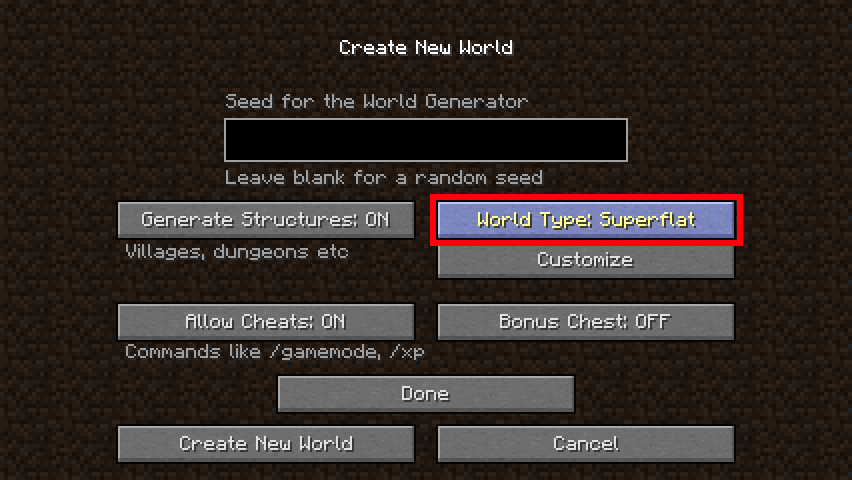 Create New World
Seed for the World Generator
Leave blank for a random seed
Generate Structures: ON
World Type: Superflat
Villages, dungeons etc
Customize
Allow Cheats: ON
Bonus Chest: OFF
Commands like /gamemode, /xp
Done
Create New World
Cancel